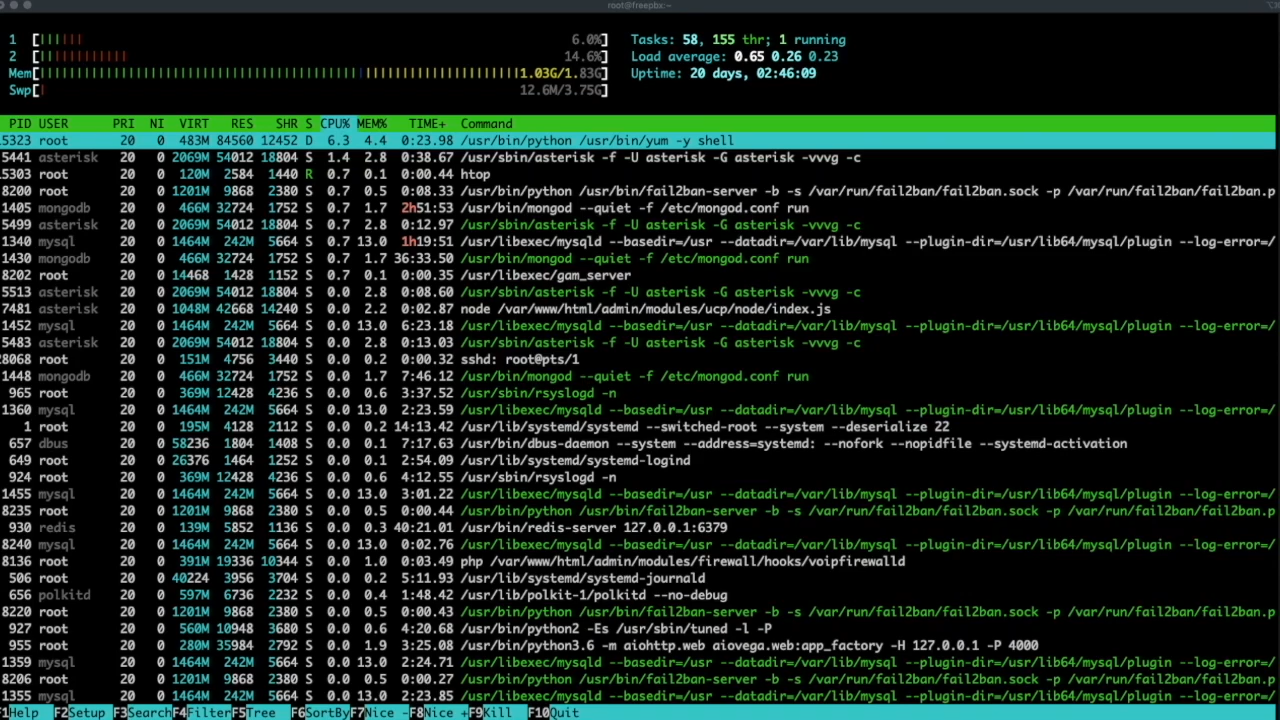 root@freepbx:~
1 [||||||| 6.0%] Tasks: 58, 155 thr; 1 running
2 [||||||||||||| 14.6%] Load average: 0.65 0.26 0.23
Mem[||||||||||||||||||||||||||||||||||||||||||||||||||||||||1.03G/1.83G] Uptime: 20 days, 02:46:09
Swp[| 12.6M/3.75G]
PID USER PRI NI VIRT RES SHR S CPU% MEM% TIME+ Command
5323 root 20 0 483M 84560 12452 D 6.3 4.4 0:23.98 /usr/bin/python /usr/bin/yum -y shell
5441 asterisk 20 0 2069M 54012 18804 S 1.4 2.8 0:38.67 /usr/sbin/asterisk -f -U asterisk -G asterisk -vvvg -c
5303 root 20 0 120M 2584 1440 R 0.7 0.1 0:00.44 htop
8200 root 20 0 1201M 9868 2380 S 0.7 0.5 0:08.33 /usr/bin/python /usr/bin/fail2ban-server -b -s /var/run/fail2ban/fail2ban.sock -p /var/run/fail2ban/fail2ban.p
1405 mongodb 20 0 466M 32724 1752 S 0.7 1.7 2h51:53 /usr/bin/mongod --quiet -f /etc/mongod.conf run
5499 asterisk 20 0 2069M 54012 18804 S 0.7 2.8 0:12.97 /usr/sbin/asterisk -f -U asterisk -G asterisk -vvvg -c
1340 mysql 20 0 1464M 242M 5664 S 0.7 13.0 1h19:51 /usr/libexec/mysqld --basedir=/usr --datadir=/var/lib/mysql --plugin-dir=/usr/lib64/mysql/plugin --log-error=/
1430 mongodb 20 0 466M 32724 1752 S 0.7 1.7 36:33.50 /usr/bin/mongod --quiet -f /etc/mongod.conf run
8202 root 20 0 14468 1428 1152 S 0.7 0.1 0:00.35 /usr/libexec/gam_server
5513 asterisk 20 0 2069M 54012 18804 S 0.0 2.8 0:08.60 /usr/sbin/asterisk -f -U asterisk -G asterisk -vvvg -c
7481 asterisk 20 0 1048M 42668 14240 S 0.0 2.2 0:02.87 node /var/www/html/admin/modules/ucp/node/index.js
1452 mysql 20 0 1464M 242M 5664 S 0.0 13.0 6:23.18 /usr/libexec/mysqld --basedir=/usr --datadir=/var/lib/mysql --plugin-dir=/usr/lib64/mysql/plugin --log-error=/
5483 asterisk 20 0 2069M 54012 18804 S 0.0 2.8 0:13.03 /usr/sbin/asterisk -f -U asterisk -G asterisk -vvvg -c
28068 root 20 0 151M 4756 3440 S 0.0 0.2 0:00.32 sshd: root@pts/1
1448 mongodb 20 0 466M 32724 1752 S 0.0 1.7 7:46.12 /usr/bin/mongod --quiet -f /etc/mongod.conf run
965 root 20 0 369M 12428 4236 S 0.0 0.6 3:37.52 /usr/sbin/rsyslogd -n
1360 mysql 20 0 1464M 242M 5664 S 0.0 13.0 2:23.59 /usr/libexec/mysqld --basedir=/usr --datadir=/var/lib/mysql --plugin-dir=/usr/lib64/mysql/plugin --log-error=/
1 root 20 0 195M 4128 2112 S 0.0 0.2 14:13.42 /usr/lib/systemd/systemd --switched-root --system --deserialize 22
657 dbus 20 0 58236 1804 1408 S 0.0 0.1 7:17.63 /usr/bin/dbus-daemon --system --address=systemd: --nofork --nopidfile --systemd-activation
649 root 20 0 26376 1464 1252 S 0.0 0.1 2:54.09 /usr/lib/systemd/systemd-logind
924 root 20 0 369M 12428 4236 S 0.0 0.6 4:12.55 /usr/sbin/rsyslogd -n
1455 mysql 20 0 1464M 242M 5664 S 0.0 13.0 3:01.22 /usr/libexec/mysqld --basedir=/usr --datadir=/var/lib/mysql --plugin-dir=/usr/lib64/mysql/plugin --log-error=/
8235 root 20 0 1201M 9868 2380 S 0.0 0.5 0:00.44 /usr/bin/python /usr/bin/fail2ban-server -b -s /var/run/fail2ban/fail2ban.sock -p /var/run/fail2ban/fail2ban.p
930 redis 20 0 139M 5852 1136 S 0.0 0.3 40:21.01 /usr/bin/redis-server 127.0.0.1:6379
8240 mysql 20 0 1464M 242M 5664 S 0.0 13.0 0:02.76 /usr/libexec/mysqld --basedir=/usr --datadir=/var/lib/mysql --plugin-dir=/usr/lib64/mysql/plugin --log-error=/
8136 root 20 0 391M 19336 10344 S 0.0 1.0 0:03.49 php /var/www/html/admin/modules/firewall/hooks/voipfirewalld
506 root 20 0 40224 3956 3704 S 0.0 0.2 5:11.93 /usr/lib/systemd/systemd-journald
656 polkitd 20 0 597M 6736 2232 S 0.0 0.4 1:48.42 /usr/lib/polkit-1/polkitd --no-debug
8220 root 20 0 1201M 9868 2380 S 0.0 0.5 0:00.43 /usr/bin/python /usr/bin/fail2ban-server -b -s /var/run/fail2ban/fail2ban.sock -p /var/run/fail2ban/fail2ban.p
927 root 20 0 560M 10948 3680 S 0.0 0.6 4:20.68 /usr/bin/python2 -Es /usr/sbin/tuned -l -P
955 root 20 0 280M 35984 2792 S 0.0 1.9 3:25.08 /usr/bin/python3.6 -m aiohttp.web aiovega.web:app_factory -H 127.0.0.1 -P 4000
1359 mysql 20 0 1464M 242M 5664 S 0.0 13.0 2:24.71 /usr/libexec/mysqld --basedir=/usr --datadir=/var/lib/mysql --plugin-dir=/usr/lib64/mysql/plugin --log-error=/
8206 root 20 0 1201M 9868 2380 S 0.0 0.5 0:00.27 /usr/bin/python /usr/bin/fail2ban-server -b -s /var/run/fail2ban/fail2ban.sock -p /var/run/fail2ban/fail2ban.p
1355 mysql 20 0 1464M 242M 5664 S 0.0 13.0 2:23.85 /usr/libexec/mysqld --basedir=/usr --datadir=/var/lib/mysql --plugin-dir=/usr/lib64/mysql/plugin --log-error=/
F1Help F2Setup F3SearchF4FilterF5Tree F6SortByF7Nice -F8Nice +F9Kill F10Quit